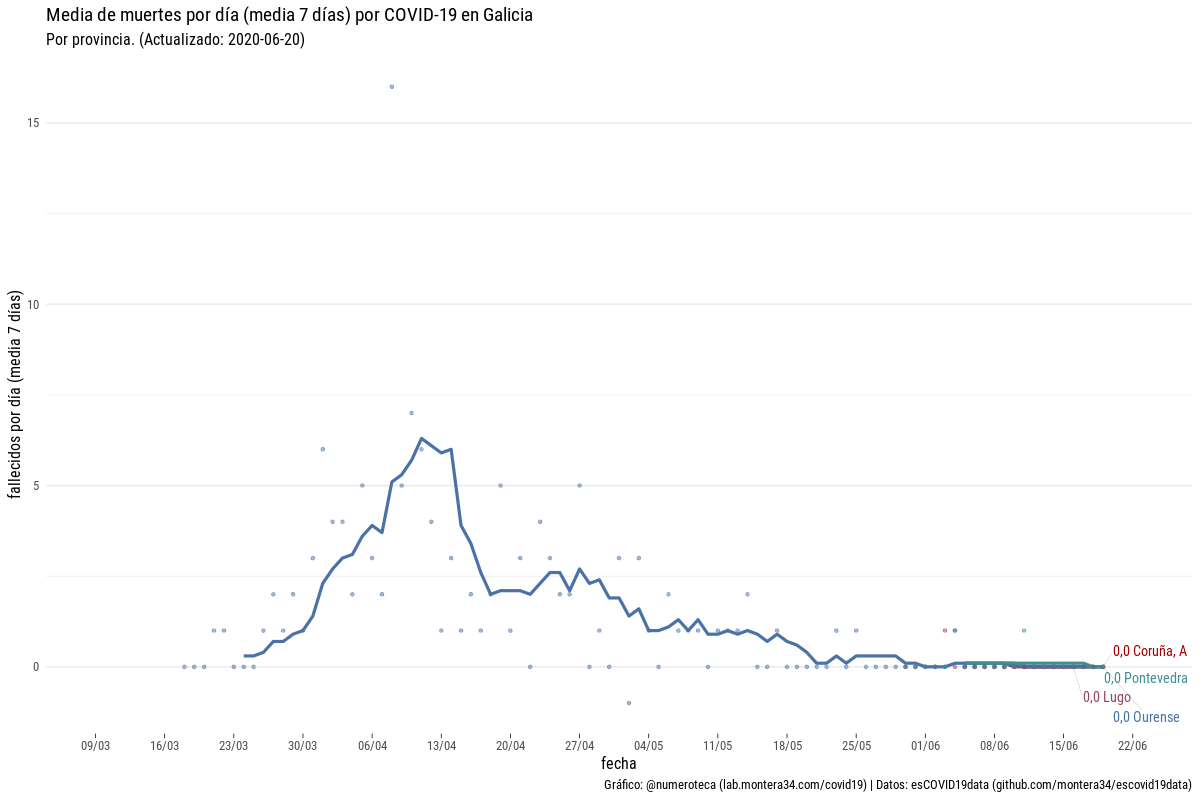 Media de muertes por día (media 7 días) por COVID-19 en Galicia
Por provincia. (Actualizado: 2020-06-20)
fallecidos por día (media 7 días)
15
10
5
0
0,0 Coruña, A
0,0 Pontevedra
0,0 Lugo
0,0 Ourense
09/03 16/03 23/03 30/03 06/04 13/04 20/04 27/04 04/05 11/05 18/05 25/05 01/06 08/06 15/06 22/06
fecha
Gráfico: @numeroteca (lab.montera34.com/covid19) | Datos: esCOVID19data (github.com/montera34/escovid19data)